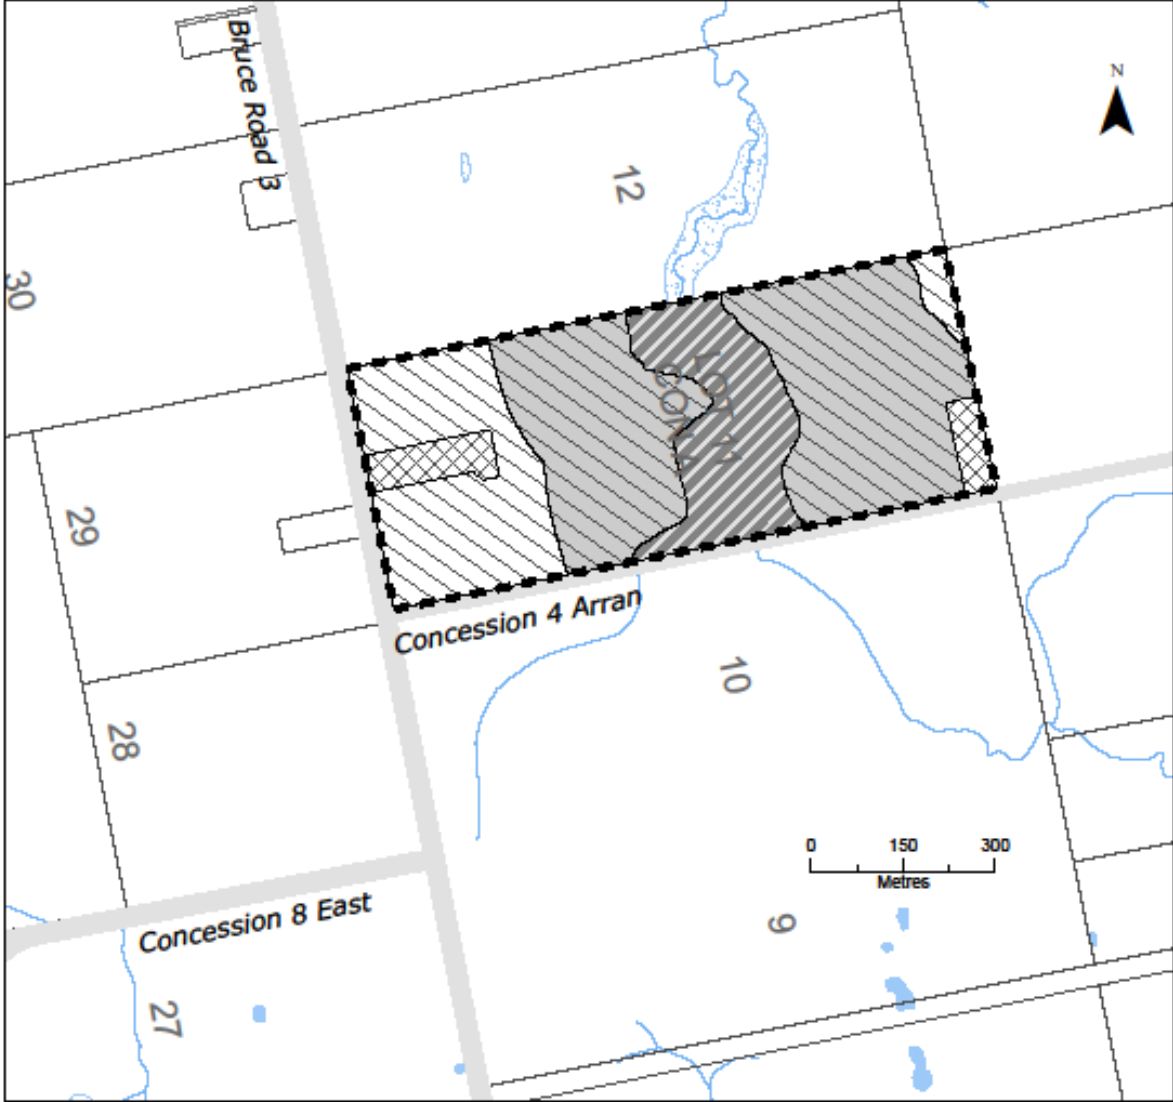 Bruce Road 3
N
12
30
LOT 11
CON A
29
Concession 4 Arran
10
28
0 150 300
Metres
Concession 8 East
9
27